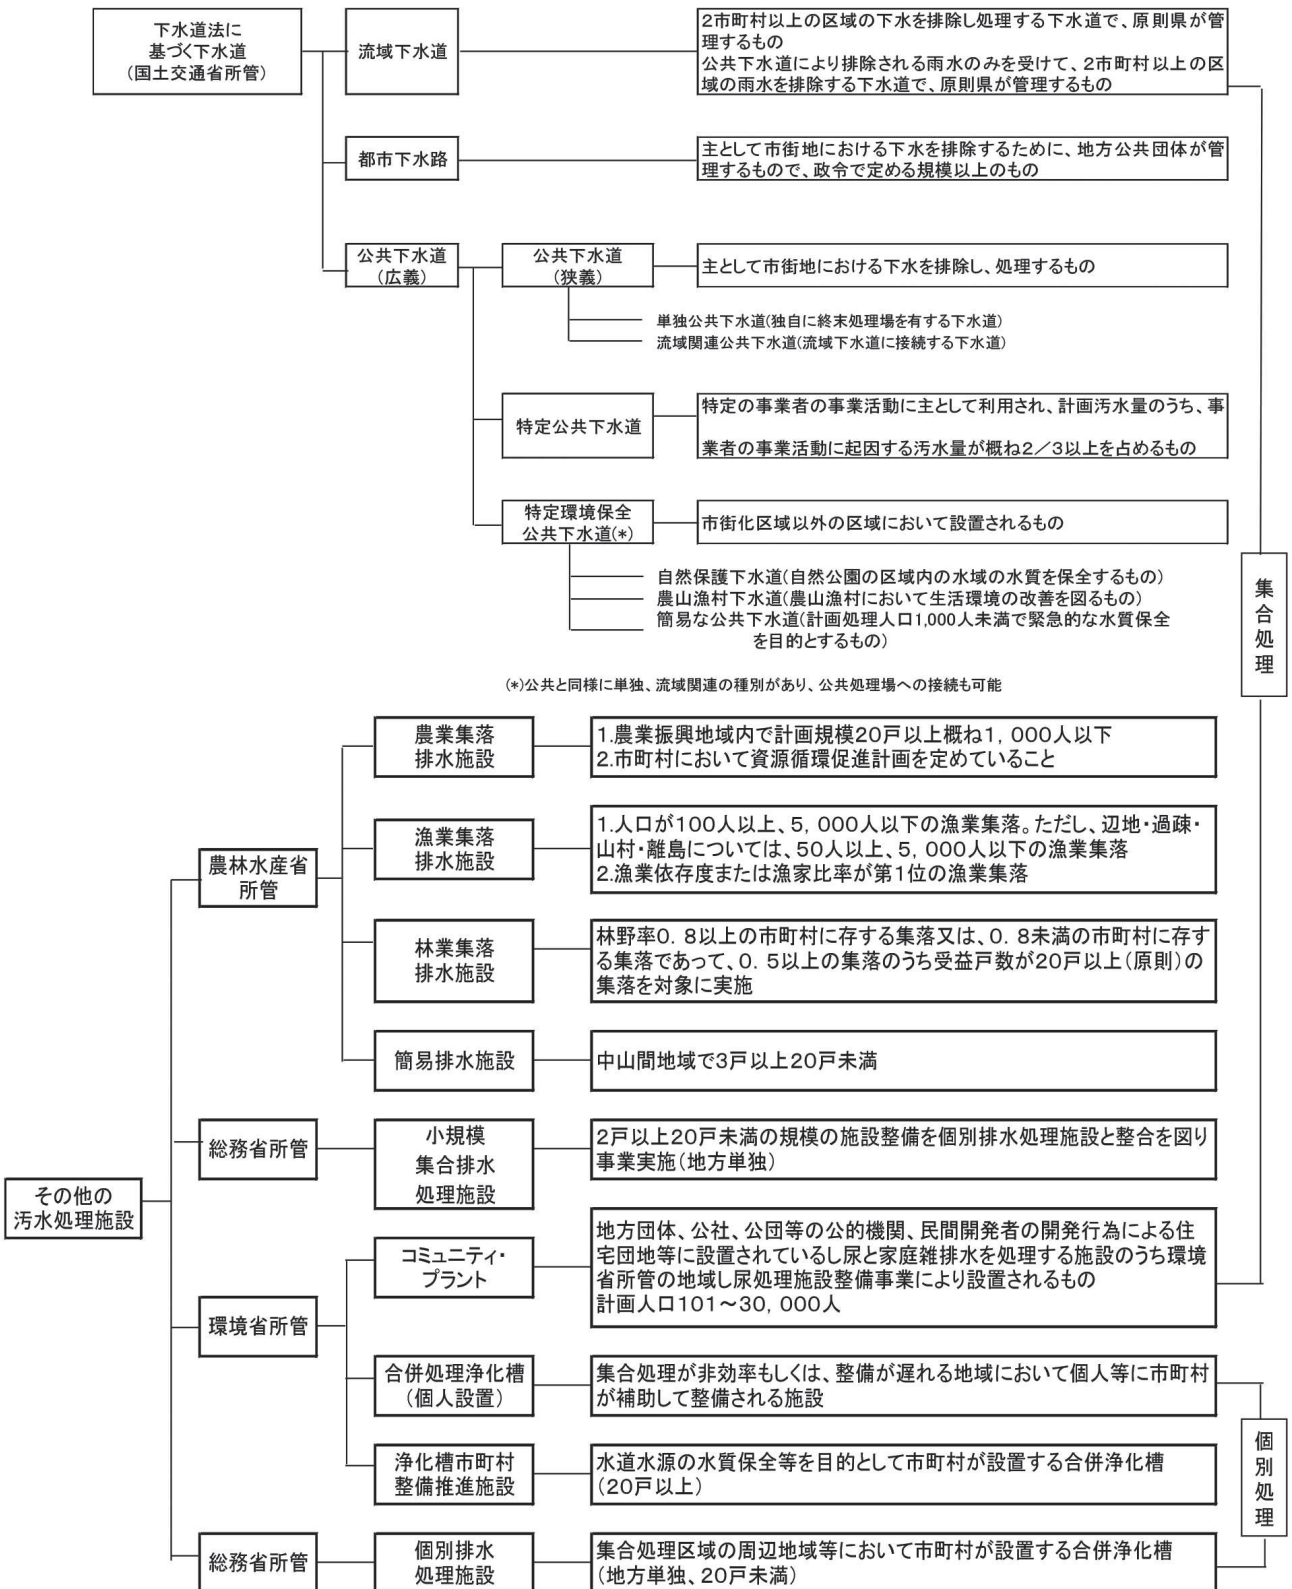 下水道法に
基づく下水道
(国土交通省所管)
流域下水道
2市町村以上の区域の下水を排除し処理する下水道で、原則県が管
理するもの
公共下水道により排除される雨水のみを受けて、2市町村以上の区
域の雨水を排除する下水道で、原則県が管理するもの
都市下水路
主として市街地における下水を排除するために、地方公共団体が管
理するもので、政令で定める規模以上のもの
公共下水道
(広義)
公共下水道
(狭義)
主として市街地における下水を排除し、処理するもの
単独公共下水道(独自に終末処理場を有する下水道)
流域関連公共下水道(流域下水道に接続する下水道)
特定公共下水道
特定の事業者の事業活動に主として利用され、計画汚水量のうち、事
業者の事業活動に起因する汚水量が概ね2／3以上を占めるもの
特定環境保全
公共下水道(*)
市街化区域以外の区域において設置されるもの
自然保護下水道(自然公園の区域内の水域の水質を保全するもの)
農山漁村下水道(農山漁村において生活環境の改善を図るもの)
簡易な公共下水道(計画処理人口1,000人未満で緊急的な水質保全
を目的とするもの)
(*)公共と同様に単独、流域関連の種別があり、公共処理場への接続も可能
集合処理
その他の
汚水処理施設
農林水産省
所管
農業集落
排水施設
1.農業振興地域内で計画規模20戸以上概ね1，000人以下
2.市町村において資源循環促進計画を定めていること
漁業集落
排水施設
1.人口が100人以上、5，000人以下の漁業集落。ただし、辺地・過疎・
山村・離島については、50人以上、5，000人以下の漁業集落
2.漁業依存度または漁家比率が第1位の漁業集落
林業集落
排水施設
林野率0．8以上の市町村に存する集落又は、0．8未満の市町村に存す
る集落であって、0．5以上の集落のうち受益戸数が20戸以上(原則)の
集落を対象に実施
簡易排水施設
中山間地域で3戸以上20戸未満
総務省所管
小規模
集合排水
処理施設
2戸以上20戸未満の規模の施設整備を個別排水処理施設と整合を図り
事業実施(地方単独)
環境省所管
コミュニティ・
プラント
地方団体、公社、公団等の公的機関、民間開発者の開発行為による住
宅団地等に設置されているし尿と家庭雑排水を処理する施設のうち環境
省所管の地域し尿処理施設整備事業により設置されるもの
計画人口101～30，000人
合併処理浄化槽
(個人設置)
集合処理が非効率もしくは、整備が遅れる地域において個人等に市町村
が補助して整備される施設
浄化槽市町村
整備推進施設
水道水源の水質保全等を目的として市町村が設置する合併浄化槽
(20戸以上)
個別処理
総務省所管
個別排水
処理施設
集合処理区域の周辺地域等において市町村が設置する合併浄化槽
(地方単独、20戸未満)